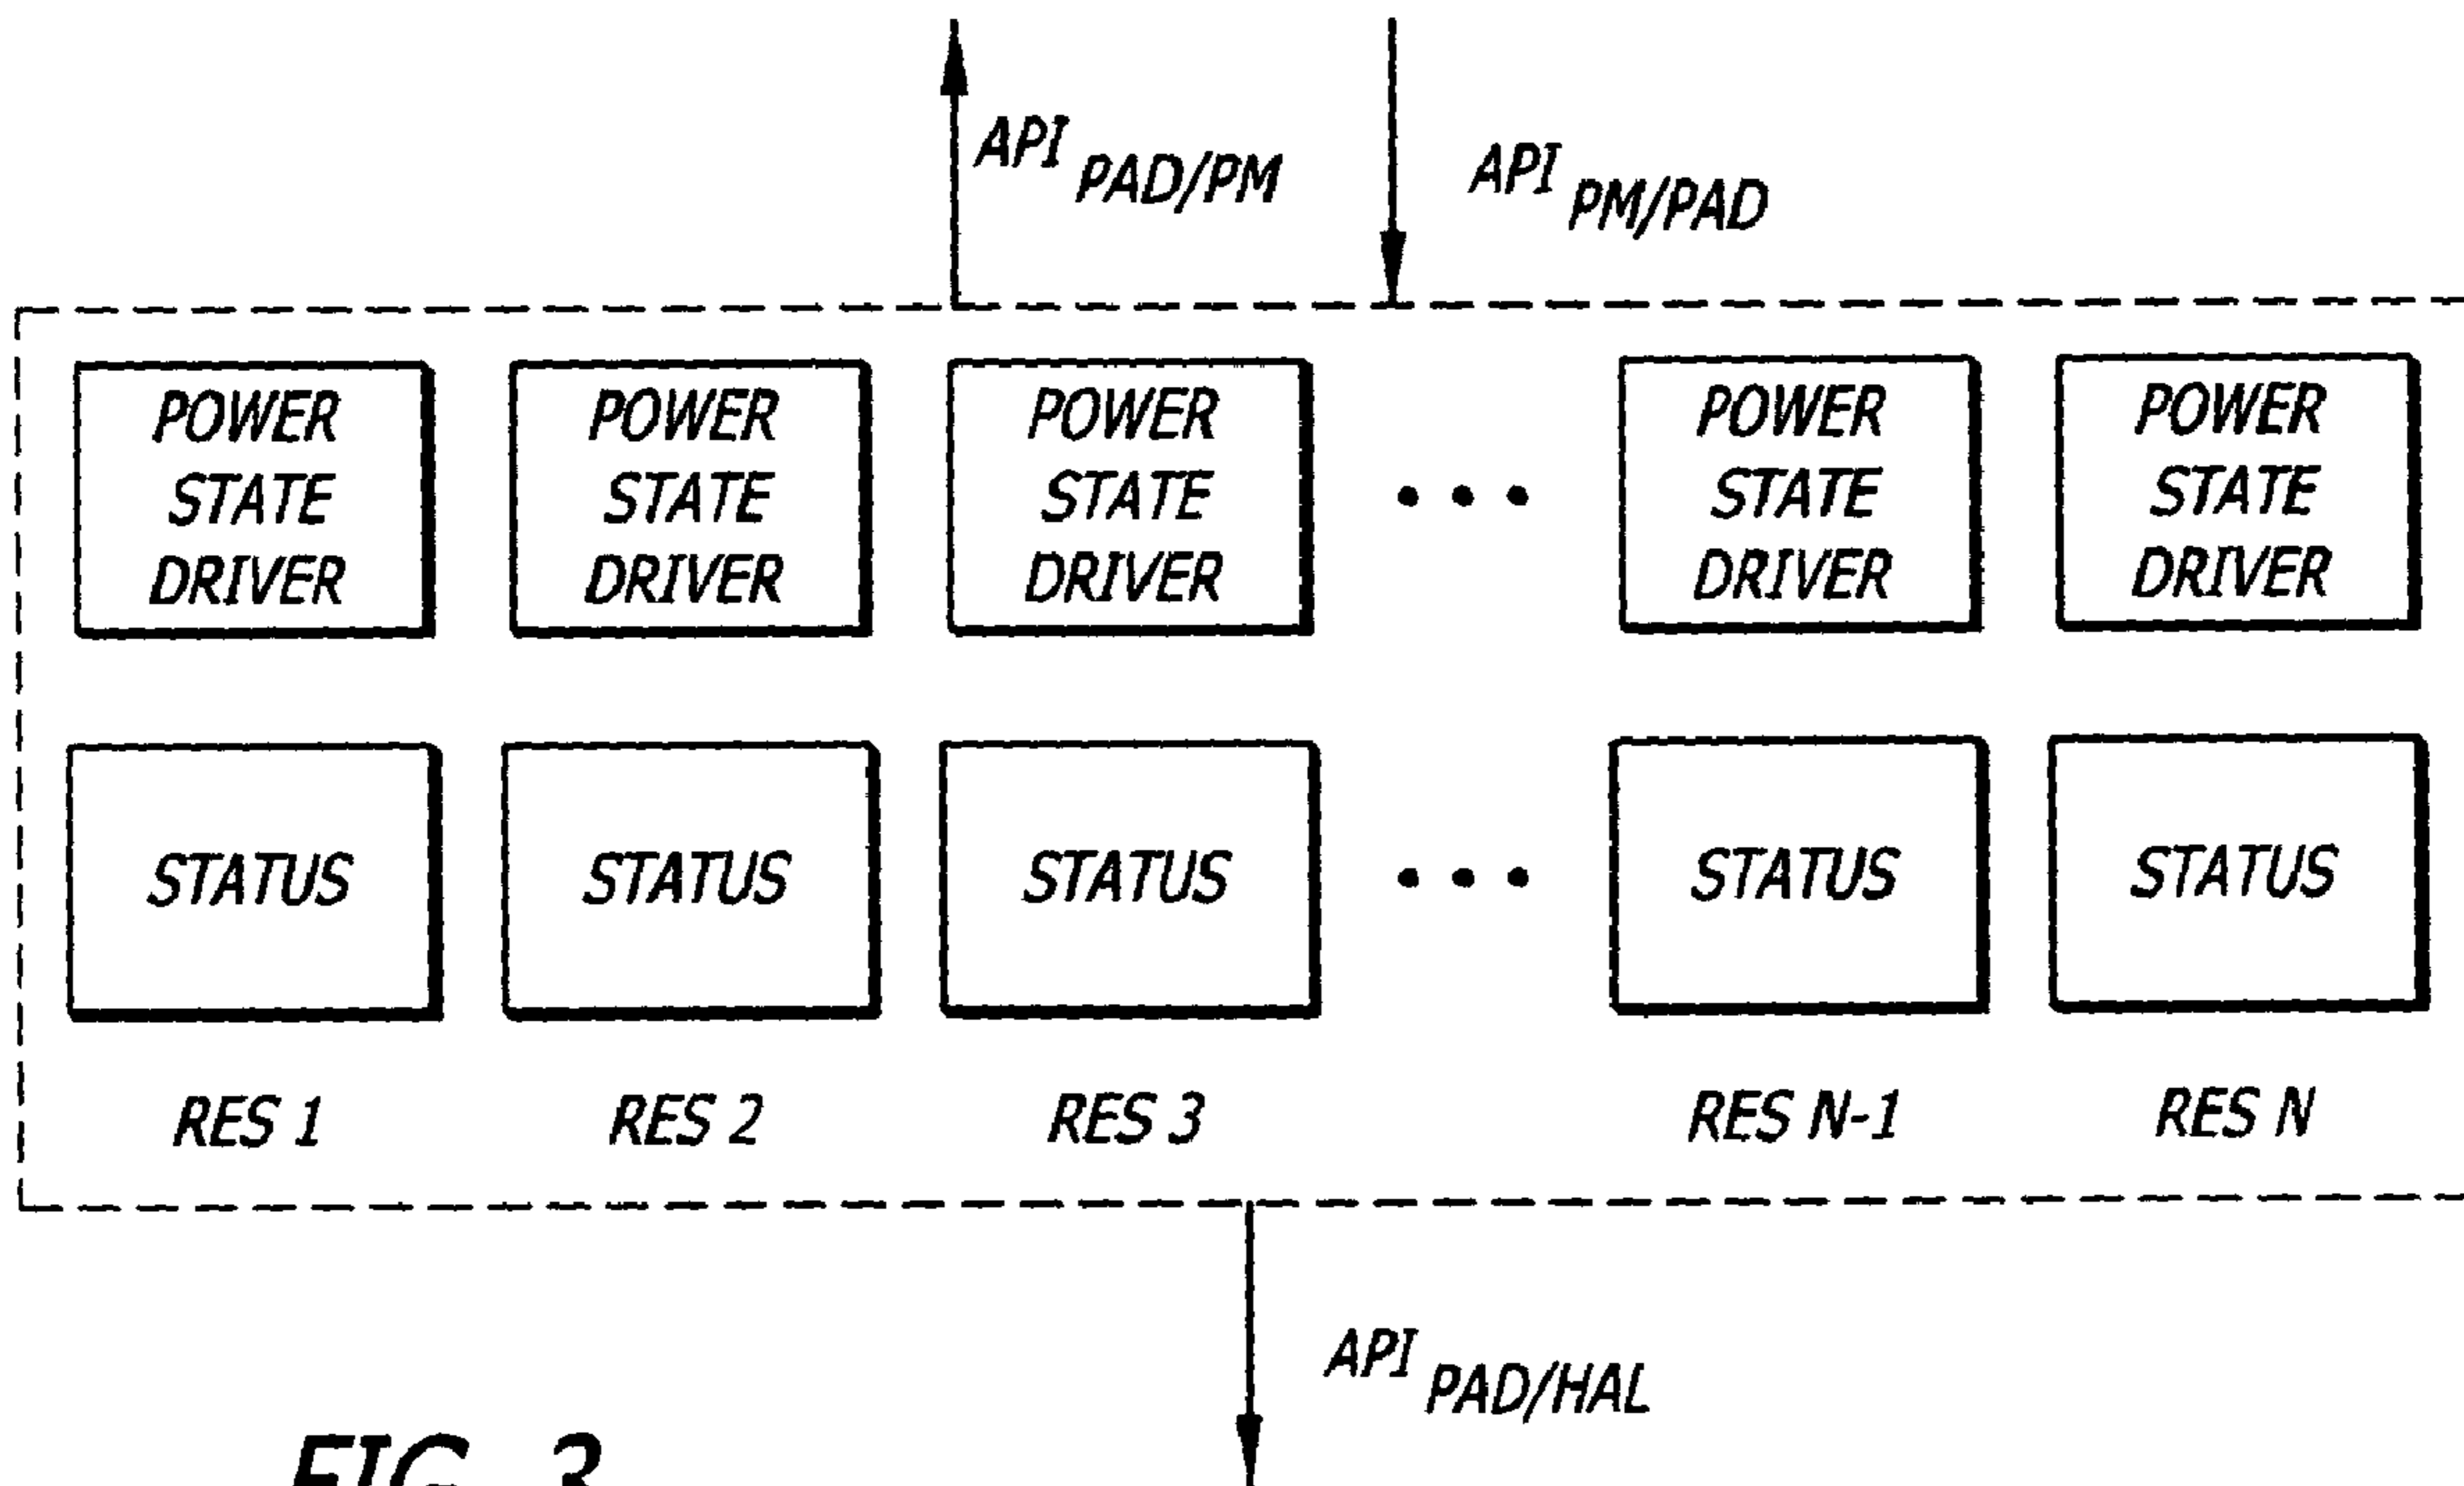 API PAD/PM
API PM/PAD
POWER STATE DRIVER
POWER STATE DRIVER
POWER STATE DRIVER
POWER STATE DRIVER
POWER STATE DRIVER
STATUS
STATUS
STATUS
STATUS
STATUS
RES 1
RES 2
RES 3
RES N-1
RES N
API PAD/HAL
FIG. 3